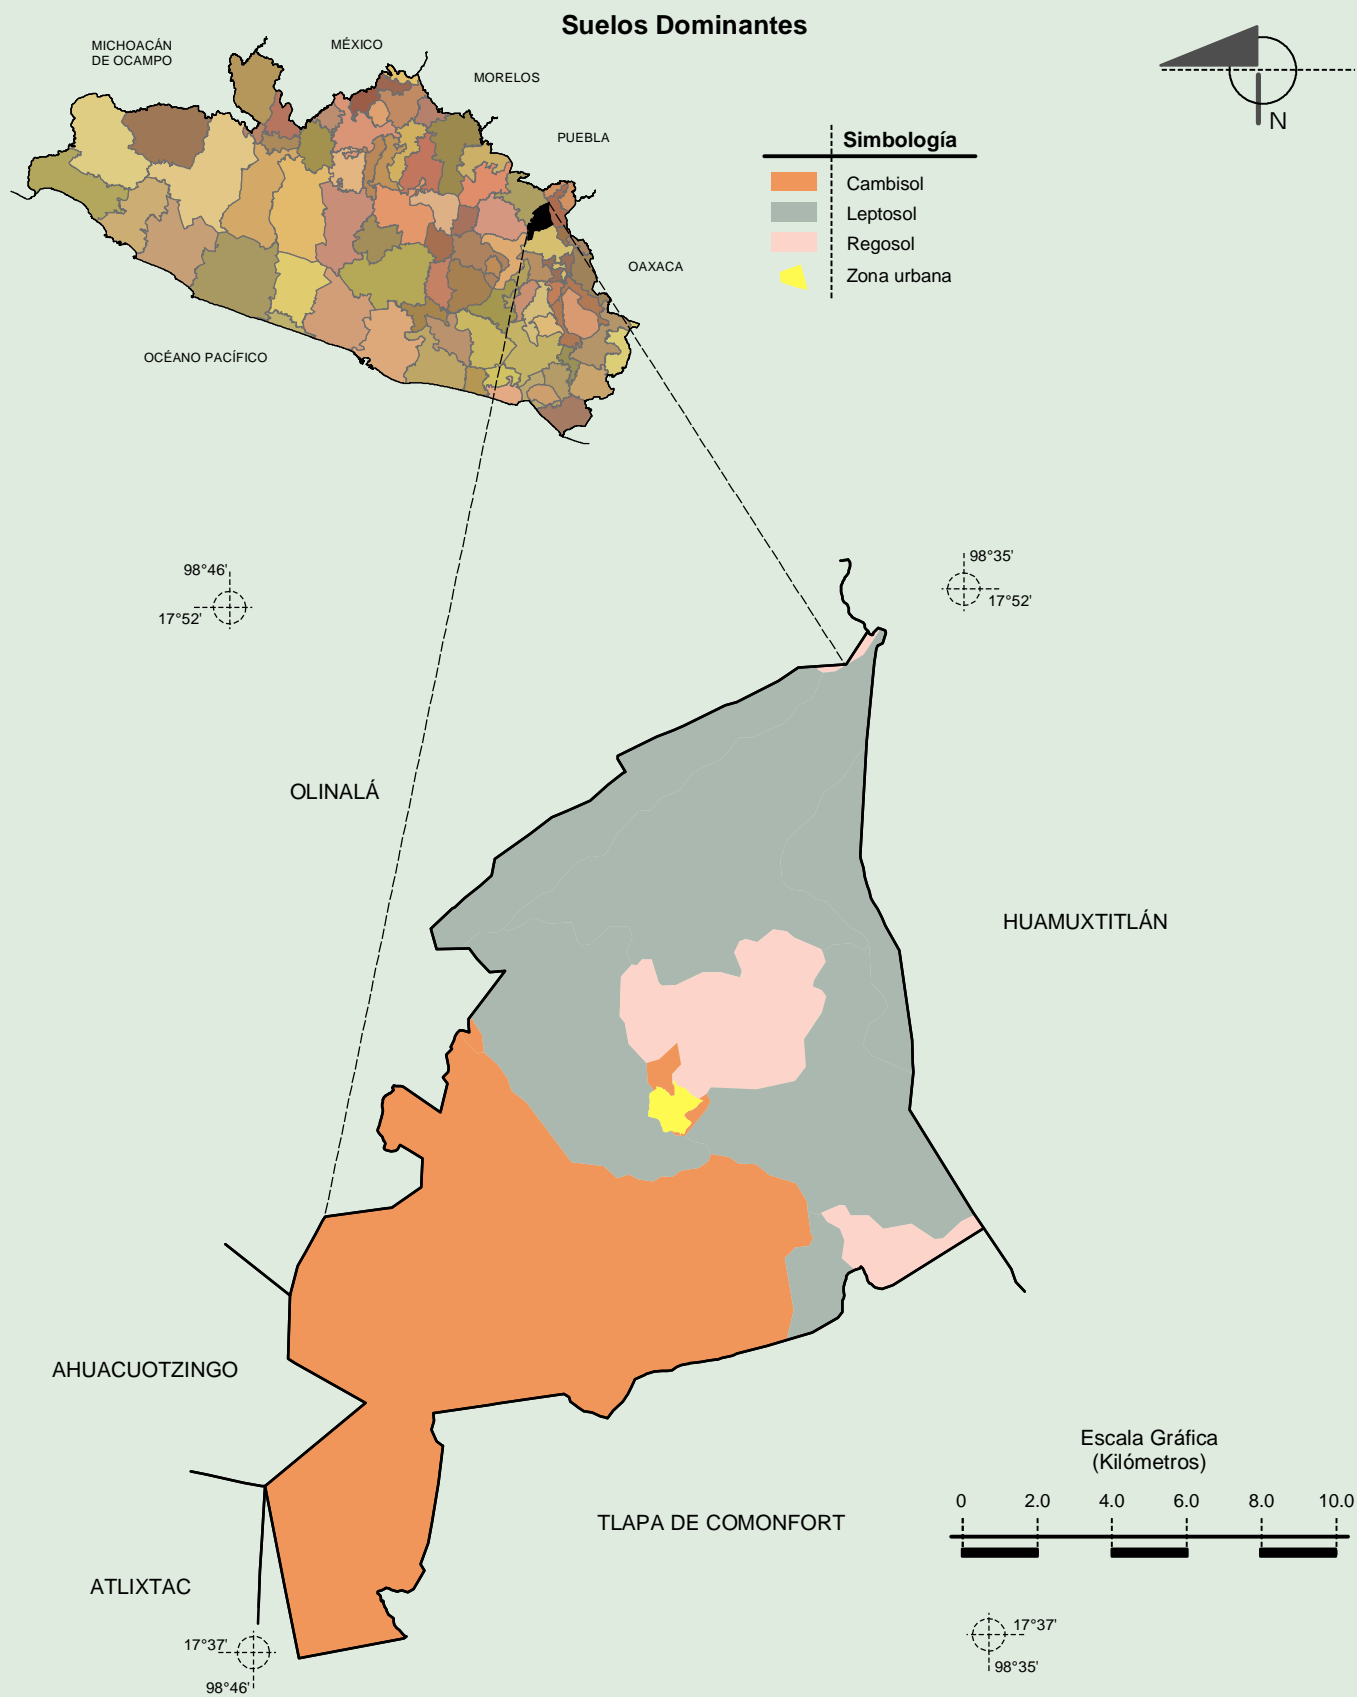 Suelos Dominantes
MICHOACÁN
DE OCAMPO
MÉXICO
MORELOS
PUEBLA
OAXACA
OCÉANO PACÍFICO
N
Simbología
Cambisol
Leptosol
Regosol
Zona urbana
98°46'
17°52'
98°35'
17°52'
OLINALÁ
HUAMUXTITLÁN
AHUACUOTZINGO
TLAPA DE COMONFORT
ATLIXTAC
Escala Gráfica
(Kilómetros)
0 2.0 4.0 6.0 8.0 10.0
17°37'
98°46'
17°37'
98°35'